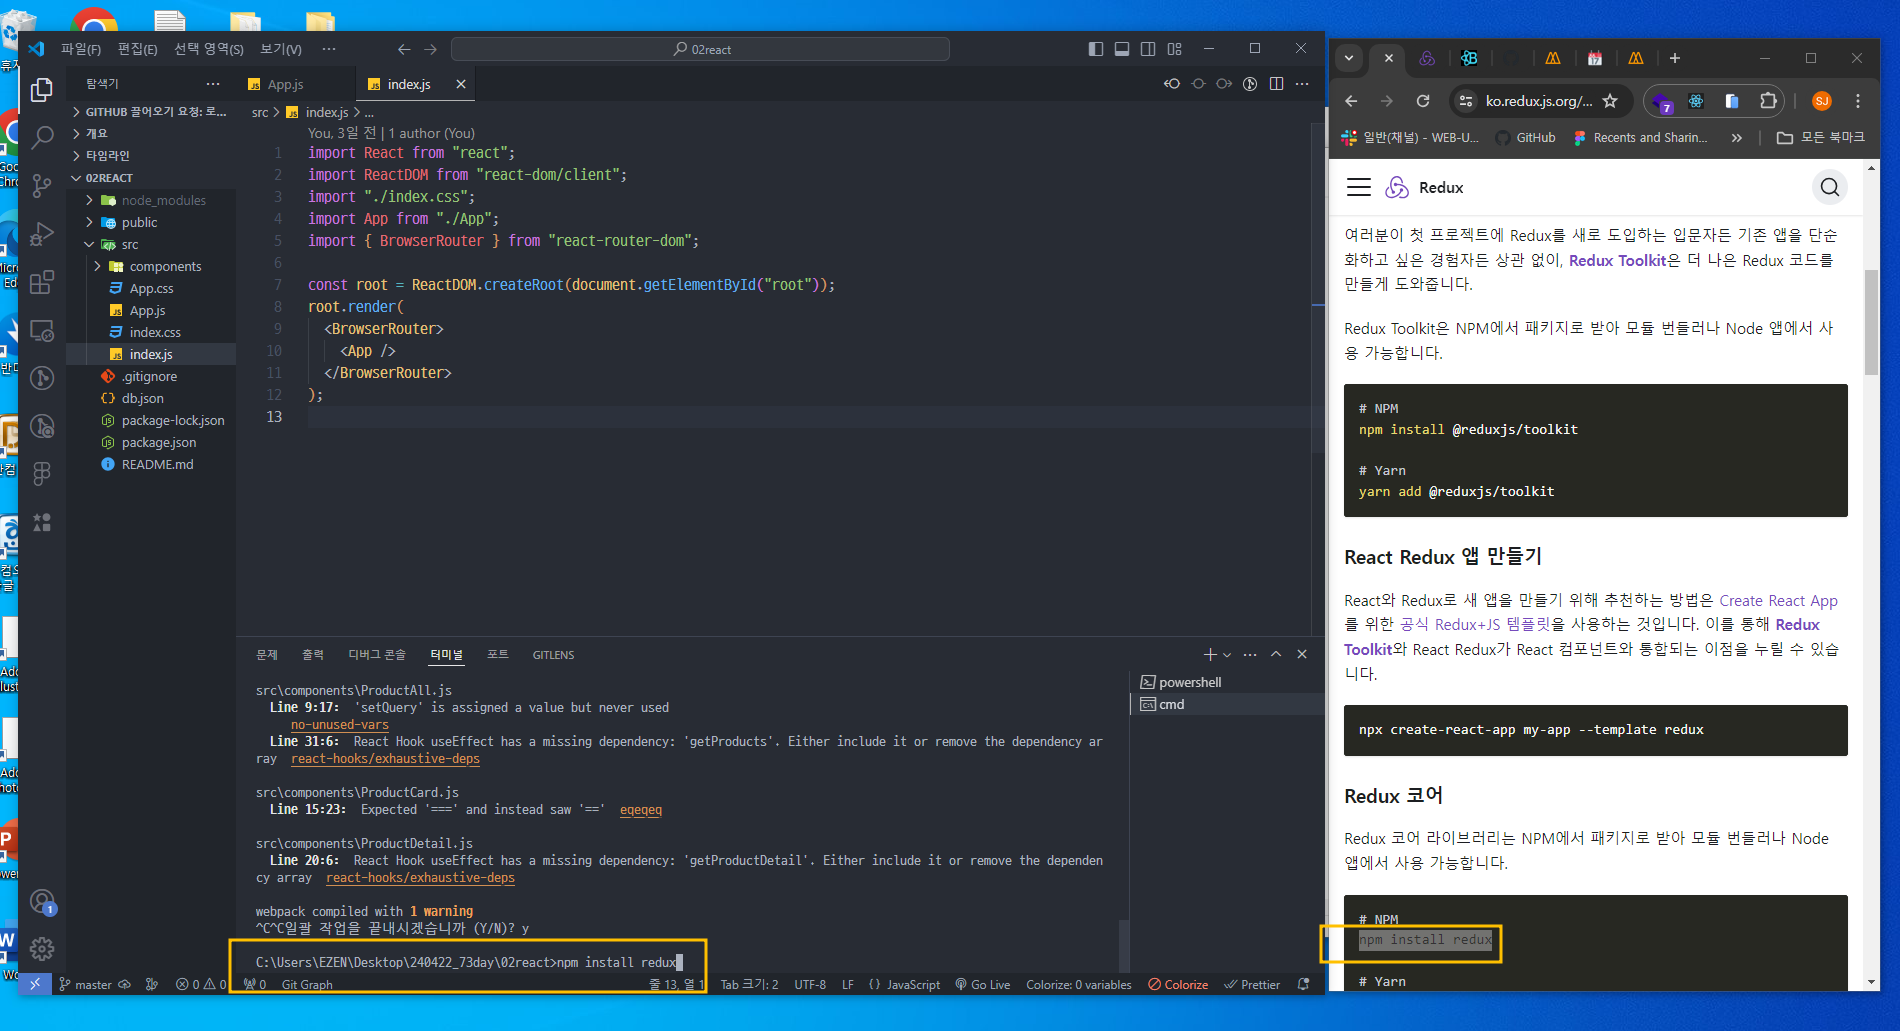 파일(F) 편집(E) 선택 영역(S) 보기(V) ···
02react
탐색기 ···
App.js
index.js
GITHUB 끌어오기 요청: 로...
개요
타임라인
02REACT
node_modules
public
src
components
App.css
App.js
index.css
index.js
.gitignore
db.json
package-lock.json
package.json
README.md
src > index.js > ...
You, 3일 전 | 1 author (You)
1 import React from "react";
2 import ReactDOM from "react-dom/client";
3 import "./index.css";
4 import App from "./App";
5 import { BrowserRouter } from "react-router-dom";
6
7 const root = ReactDOM.createRoot(document.getElementById("root"));
8 root.render(
9 <BrowserRouter>
10 <App />
11 </BrowserRouter>
12 );
13
문제 출력 디버그 콘솔 터미널 포트 GITLENS
powershell
cmd
src\components\ProductAll.js
Line 9:17: 'setQuery' is assigned a value but never used
no-unused-vars
Line 31:6: React Hook useEffect has a missing dependency: 'getProducts'. Either include it or remove the dependency ar
ray react-hooks/exhaustive-deps
src\components\ProductCard.js
Line 15:23: Expected '===' and instead saw '==' eqeqeq
src\components\ProductDetail.js
Line 20:6: React Hook useEffect has a missing dependency: 'getProductDetail'. Either include it or remove the dependen
cy array react-hooks/exhaustive-deps
webpack compiled with 1 warning
^C^C일괄 작업을 끝내시겠습니까 (Y/N)? y
C:\Users\EZEN\Desktop\240422_73day\02react>npm install redux
1
master 0 0 0 Git Graph 줄 13, 열 1 Tab 크기: 2 UTF-8 LF {} JavaScript Go Live Colorize: 0 variables Colorize Prettier
ko.redux.js.org/...
7
SJ
일반(채널) - WEB-U... GitHub Recents and Sharin... » 모든 북마크
Redux
여러분이 첫 프로젝트에 Redux를 새로 도입하는 입문자든 기존 앱을 단순
화하고 싶은 경험자든 상관 없이, Redux Toolkit은 더 나은 Redux 코드를
만들게 도와줍니다.
Redux Toolkit은 NPM에서 패키지로 받아 모듈 번들러나 Node 앱에서 사
용 가능합니다.
# NPM
npm install @reduxjs/toolkit
# Yarn
yarn add @reduxjs/toolkit
React Redux 앱 만들기
React와 Redux로 새 앱을 만들기 위해 추천하는 방법은 Create React App
를 위한 공식 Redux+JS 템플릿을 사용하는 것입니다. 이를 통해 Redux
Toolkit와 React Redux가 React 컴포넌트와 통합되는 이점을 누릴 수 있습
니다.
npx create-react-app my-app --template redux
Redux 코어
Redux 코어 라이브러리는 NPM에서 패키지로 받아 모듈 번들러나 Node
앱에서 사용 가능합니다.
# NPM
npm install redux
# Yarn